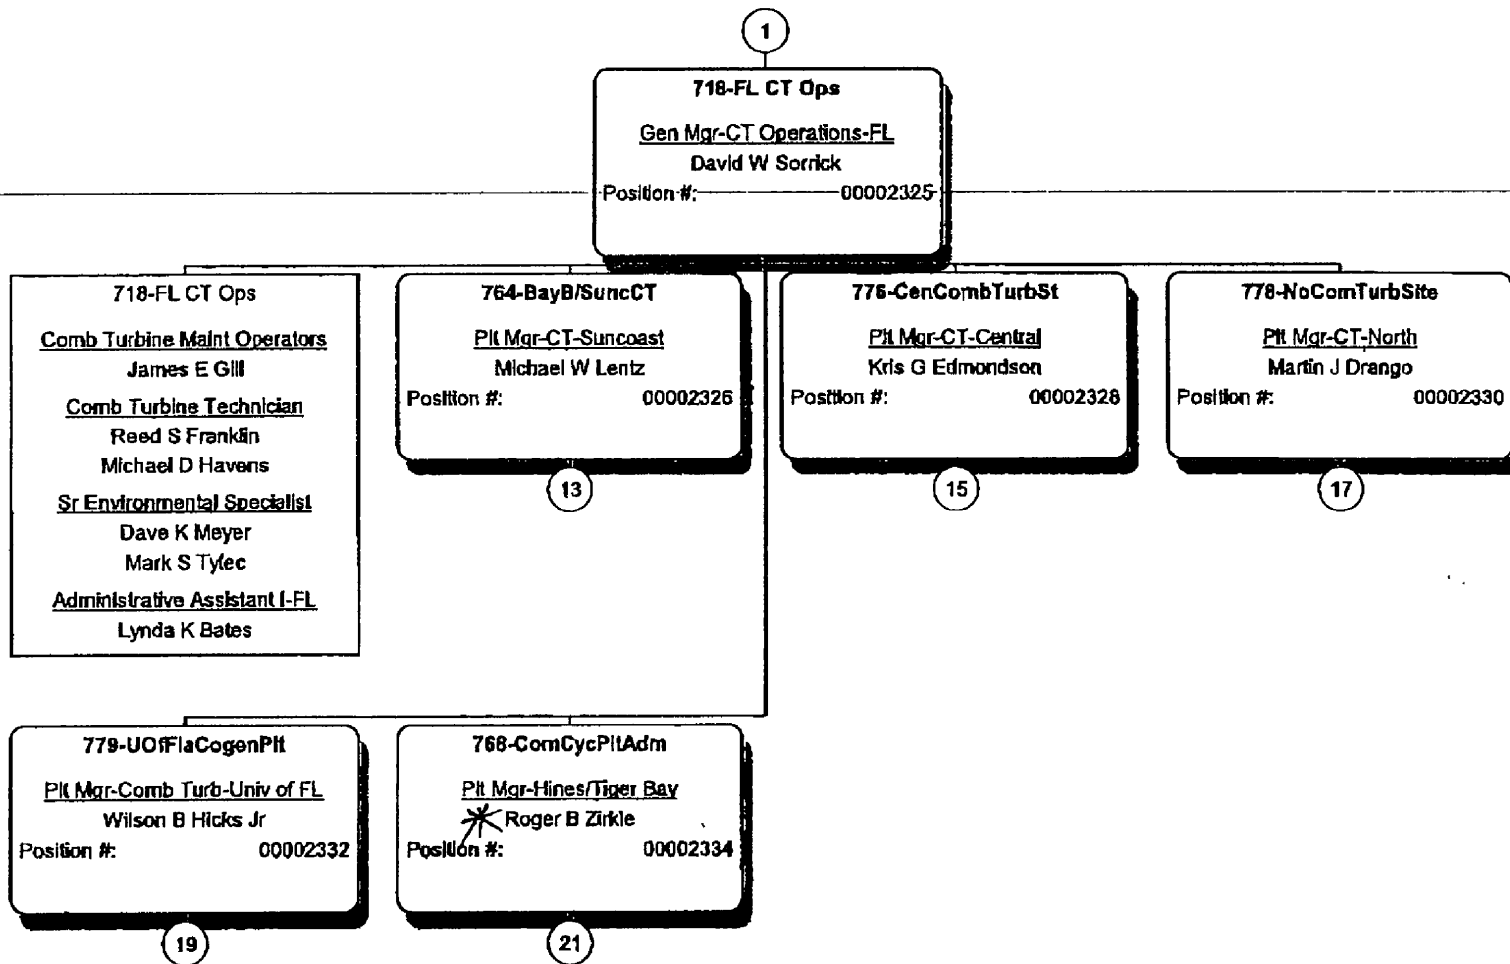 1
718-FL CT Ops
Gen Mgr-CT Operations-FL
David W Sorrick
Position #: 00002325
718-FL CT Ops
Comb Turbine Maint Operators
James E Gill
Comb Turbine Technician
Reed S Franklin
Michael D Havens
Sr Environmental Specialist
Dave K Meyer
Mark S Tylec
Administrative Assistant I-FL
Lynda K Bates
764-BayB/SuncCT
Plt Mgr-CT-Suncoast
Michael W Lentz
Position #: 00002326
13
776-CenCombTurbSt
Plt Mgr-CT-Central
Kris G Edmondson
Position #: 00002328
15
778-NoComTurbSite
Plt Mgr-CT-North
Martin J Drango
Position #: 00002330
17
779-UOfFlaCogenPlt
Plt Mgr-Comb Turb-Univ of FL
Wilson B Hicks Jr
Position #: 00002332
19
768-ComCycPltAdm
Plt Mgr-Hines/Tiger Bay
Roger B Zirkle
Position #: 00002334
21